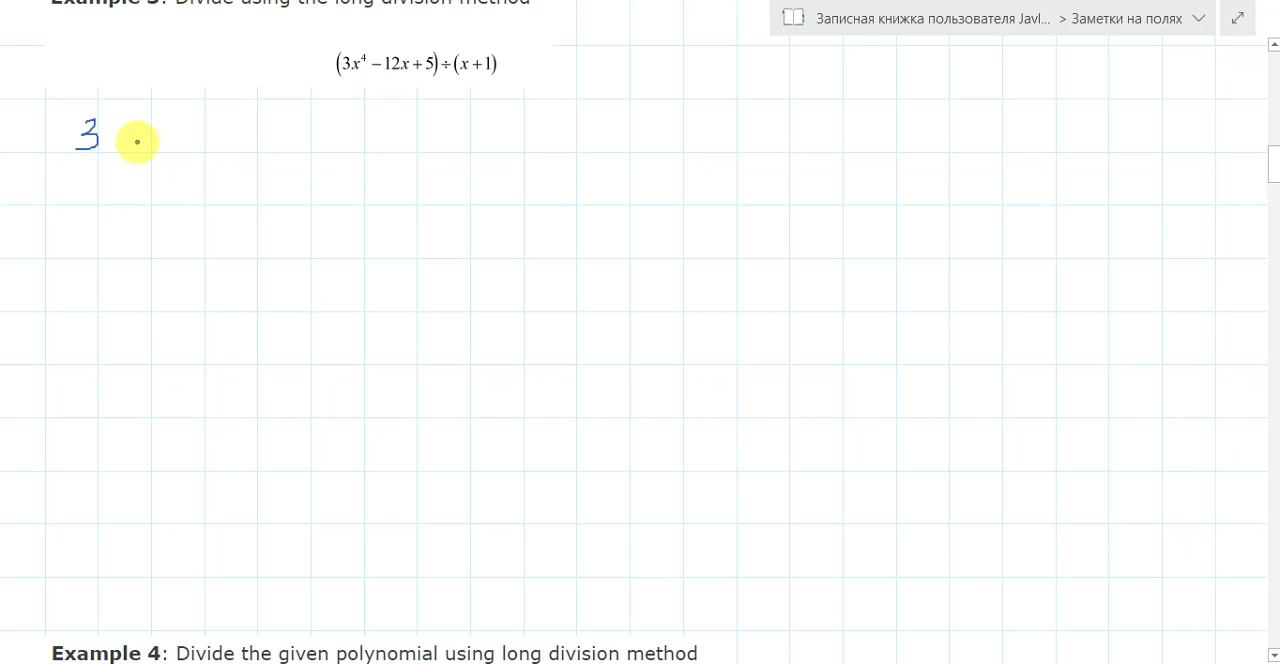 Example 3: Divide using the long division method
Записная книжка пользователя Javl... > Заметки на полях
(3x⁴ − 12x + 5) ÷ (x + 1)
3
Example 4: Divide the given polynomial using long division method